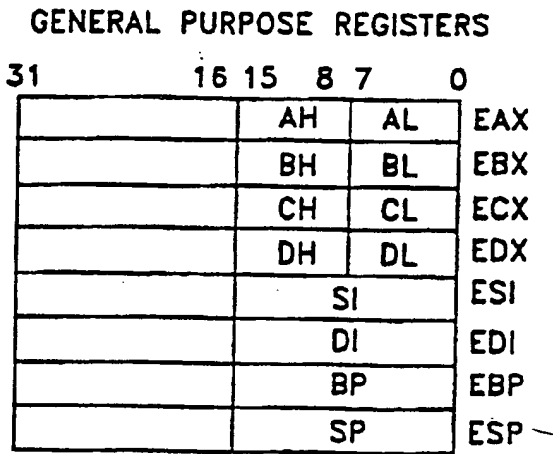 GENERAL PURPOSE REGISTERS
31 16 15 8 7 0
AH AL EAX
BH BL EBX
CH CL ECX
DH DL EDX
SI ESI
DI EDI
BP EBP
SP ESP